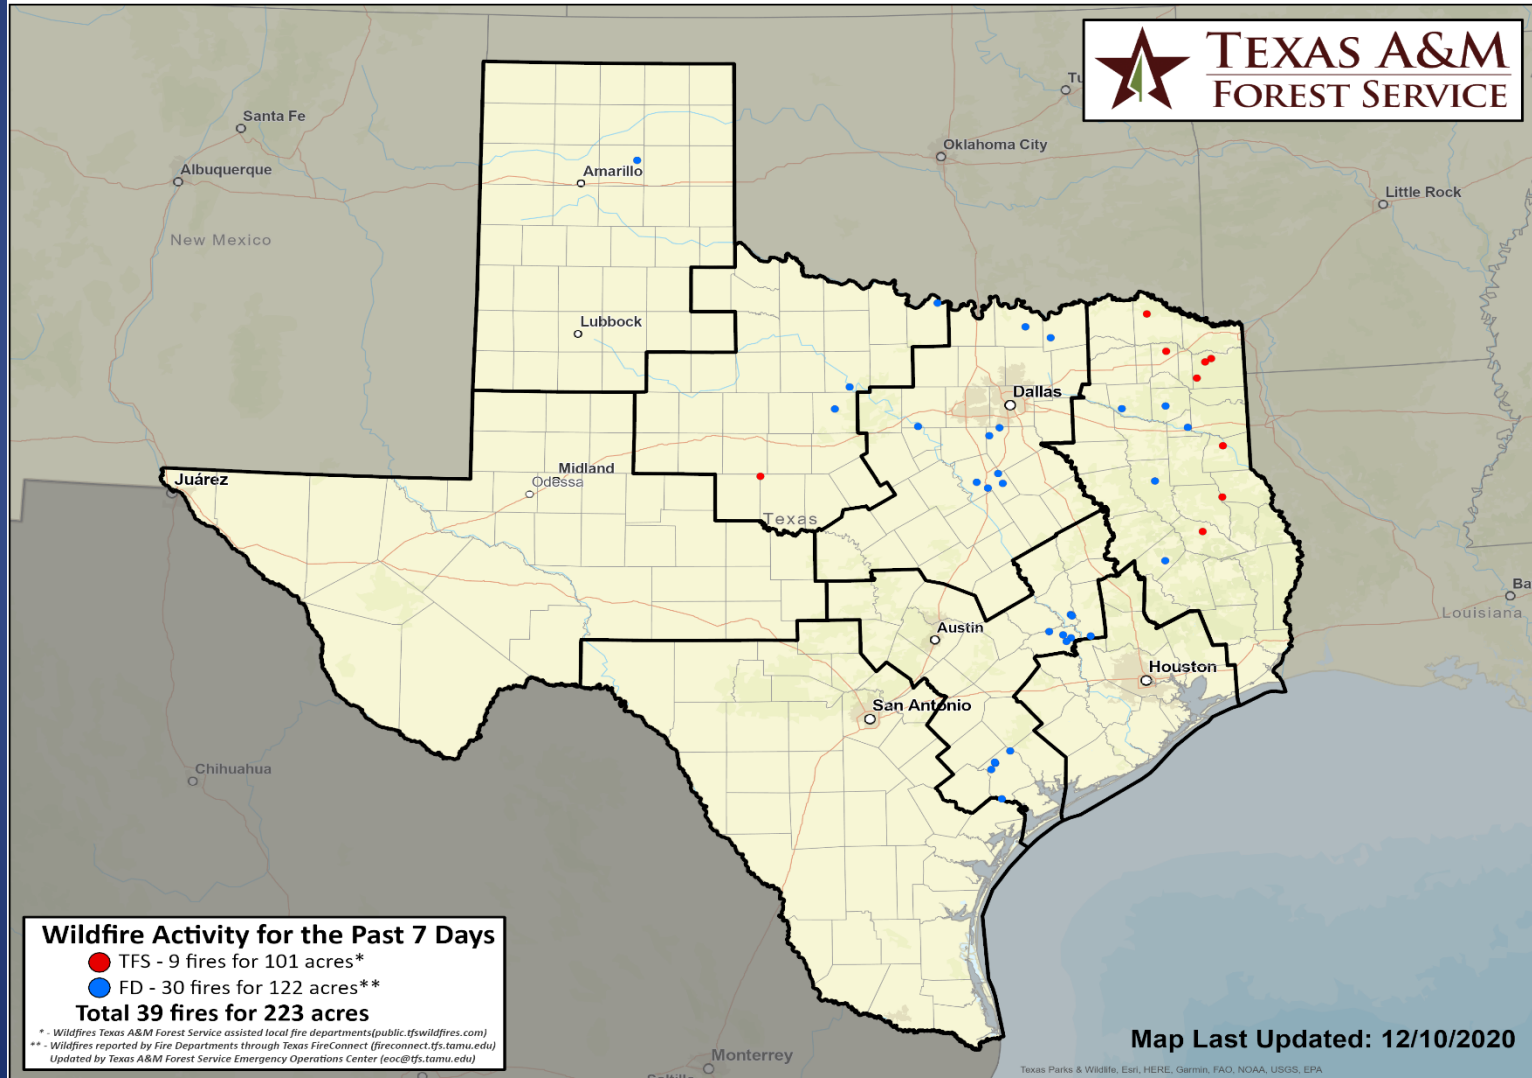 TEXAS A&M
FOREST SERVICE
Santa Fe
Albuquerque
New Mexico
Amarillo
Oklahoma City
Tu
Little Rock
Lubbock
Dallas
Midland
Odessa
Juárez
Texas
Austin
Houston
San Antonio
Ba
Louisiana
Chihuahua
Monterrey
Wildfire Activity for the Past 7 Days
TFS - 9 fires for 101 acres*
FD - 30 fires for 122 acres**
Total 39 fires for 223 acres
* - Wildfires Texas A&M Forest Service assisted local fire departments(public.tfswildfires.com)
** - Wildfires reported by Fire Departments through Texas FireConnect (fireconnect.tfs.tamu.edu)
Updated by Texas A&M Forest Service Emergency Operations Center (eoc@tfs.tamu.edu)
Map Last Updated: 12/10/2020
Texas Parks & Wildlife, Esri, HERE, Garmin, FAO, NOAA, USGS, EPA